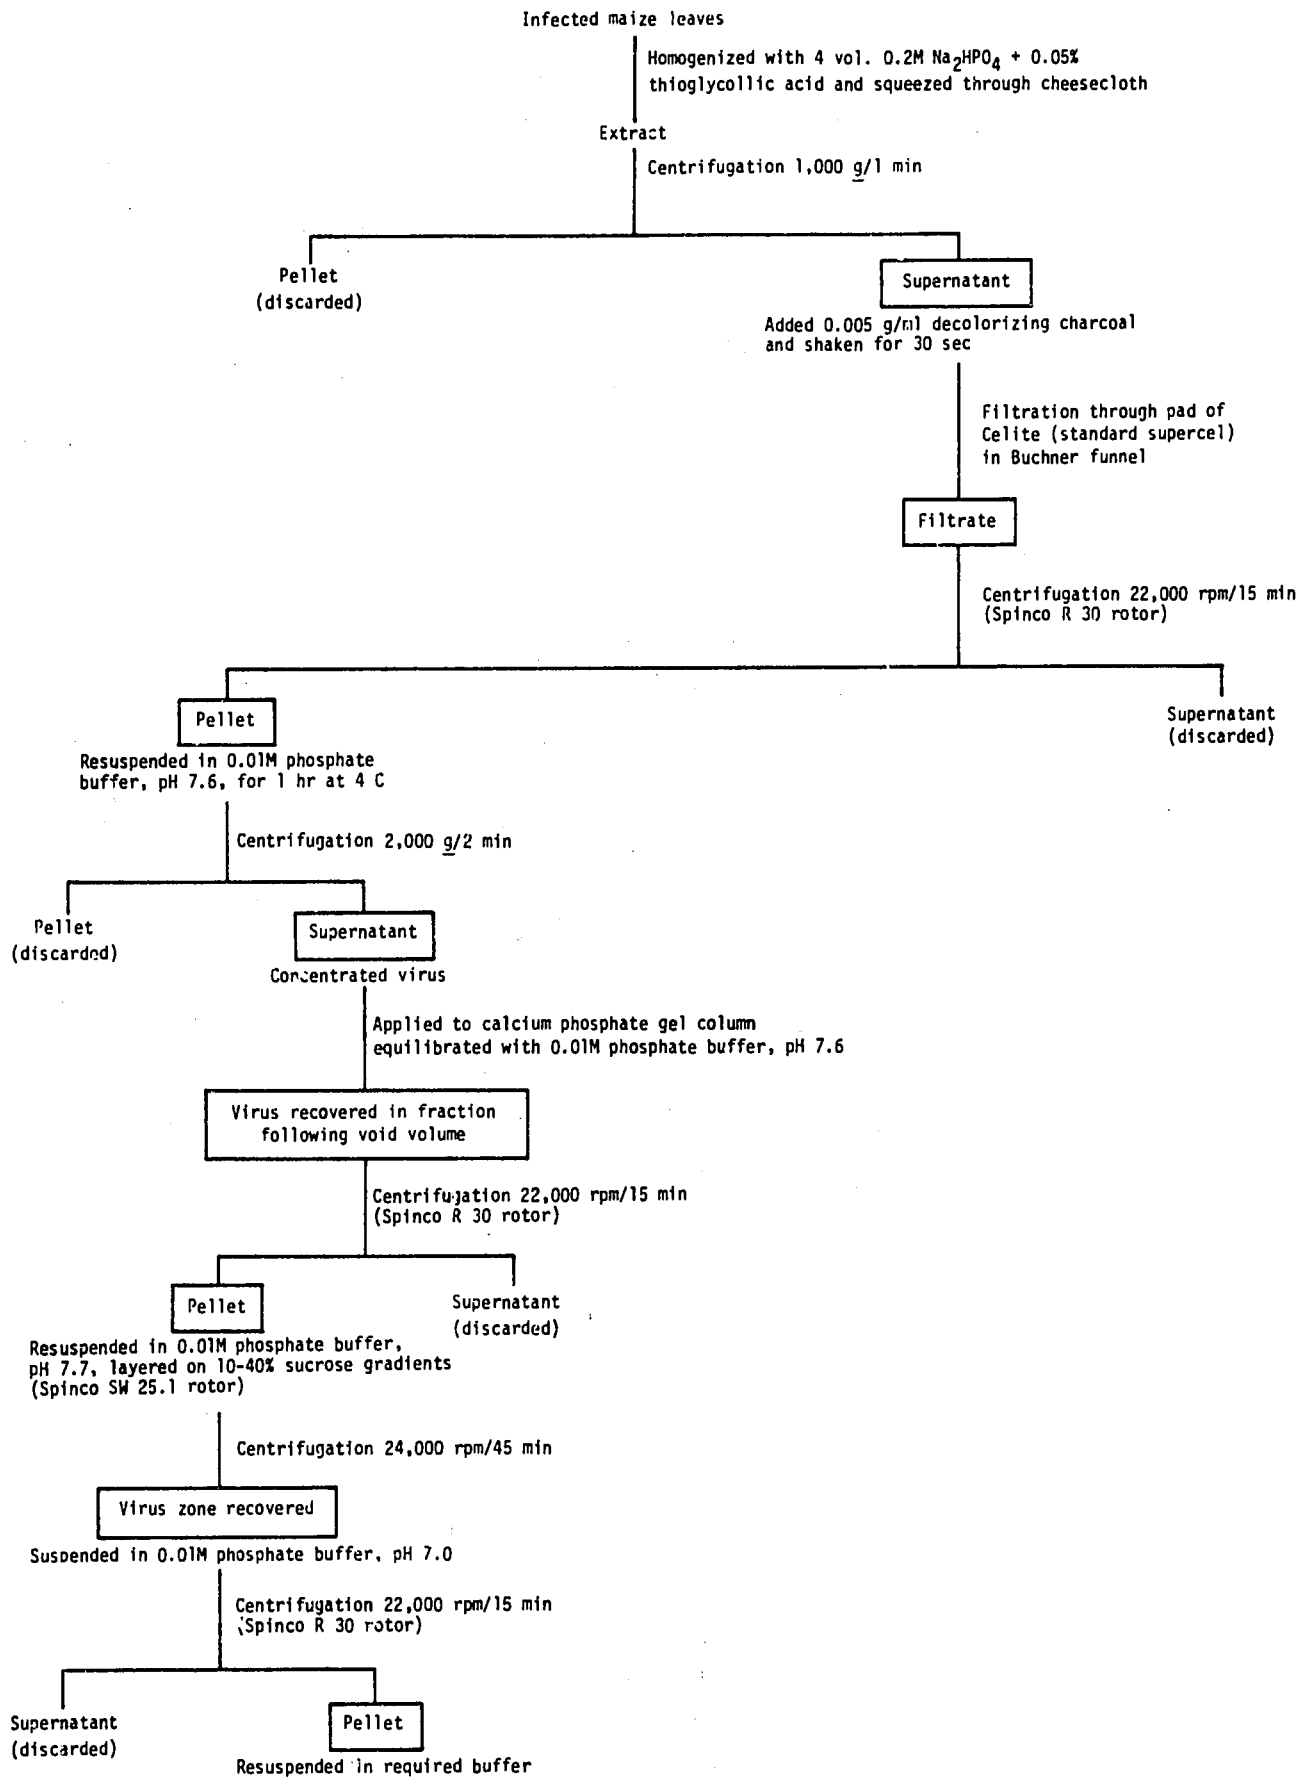 Infected maize leaves
Homogenized with 4 vol. 0.2M Na2HPO4 + 0.05%
thioglycollic acid and squeezed through cheesecloth
Extract
Centrifugation 1,000 g/1 min
Pellet
(discarded)
Supernatant
Added 0.005 g/ml decolorizing charcoal
and shaken for 30 sec
Filtration through pad of
Celite (standard supercel)
in Buchner funnel
Filtrate
Centrifugation 22,000 rpm/15 min
(Spinco R 30 rotor)
Pellet
Resuspended in 0.01M phosphate
buffer, pH 7.6, for 1 hr at 4 C
Supernatant
(discarded)
Centrifugation 2,000 g/2 min
Pellet
(discarded)
Supernatant
Concentrated virus
Applied to calcium phosphate gel column
equilibrated with 0.01M phosphate buffer, pH 7.6
Virus recovered in fraction
following void volume
Centrifugation 22,000 rpm/15 min
(Spinco R 30 rotor)
Pellet
Resuspended in 0.01M phosphate buffer,
pH 7.7, layered on 10-40% sucrose gradients
(Spinco SW 25.1 rotor)
Supernatant
(discarded)
Centrifugation 24,000 rpm/45 min
Virus zone recovered
Suspended in 0.01M phosphate buffer, pH 7.0
Centrifugation 22,000 rpm/15 min
(Spinco R 30 rotor)
Supernatant
(discarded)
Pellet
Resuspended in required buffer